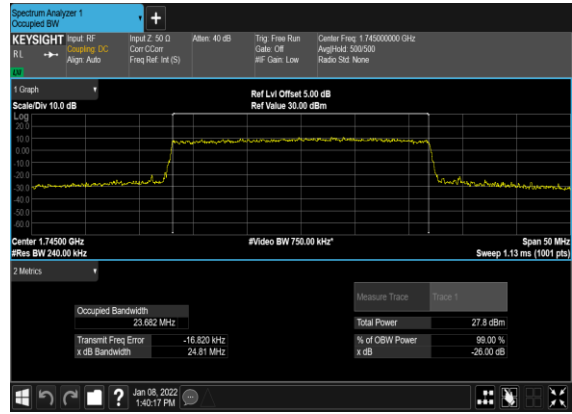 Spectrum Analyzer 1
Occupied BW
+
KEYSIGHT Input: RF Input Z: 50 Ω Atten: 40 dB Trig: Free Run Center Freq: 1.745000000 GHz
RL Coupling: DC Corr CCorr Gate: Off Avg|Hold: 500/500
Align: Auto Freq Ref: Int (S) #IF Gain: Low Radio Std: None
LW
1 Graph Ref Lvl Offset 5.00 dB
Scale/Div 10.0 dB Ref Value 30.00 dBm
Log
20.0
10.0
0.00
-10.0
-20.0
-30.0
-40.0
-50.0
-60.0
Center 1.74500 GHz #Video BW 750.00 kHz* Span 50 MHz
#Res BW 240.00 kHz Sweep 1.13 ms (1001 pts)
2 Metrics
Measure Trace Trace 1
Occupied Bandwidth
23.682 MHz Total Power 27.8 dBm
Transmit Freq Error -16.820 kHz % of OBW Power 99.00 %
x dB Bandwidth 24.81 MHz x dB -26.00 dB
? Jan 08, 2022
1:40:17 PM